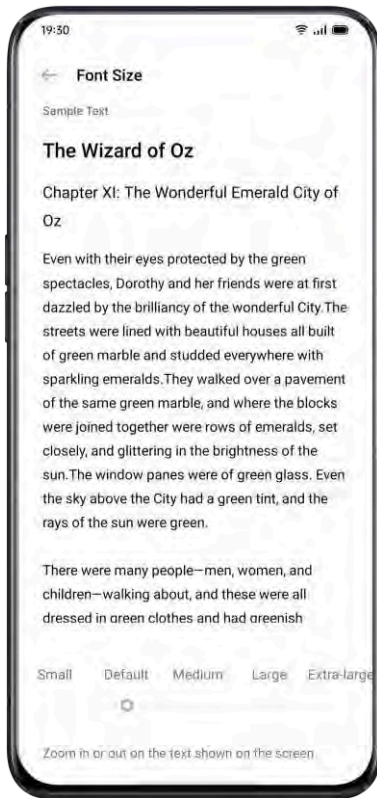 19:30
Font Size
Sample Text
The Wizard of Oz
Chapter XI: The Wonderful Emerald City of
Oz
Even with their eyes protected by the green
spectacles, Dorothy and her friends were at first
dazzled by the brilliancy of the wonderful City.The
streets were lined with beautiful houses all built
of green marble and studded everywhere with
sparkling emeralds.They walked over a pavement
of the same green marble, and where the blocks
were joined together were rows of emeralds, set
closely, and glittering in the brightness of the
sun.The window panes were of green glass. Even
the sky above the City had a green tint, and the
rays of the sun were green.
There were many people—men, women, and
children—walking about, and these were all
dressed in green clothes and had greenish
Small Default Medium Large Extra-large
Zoom in or out on the text shown on the screen